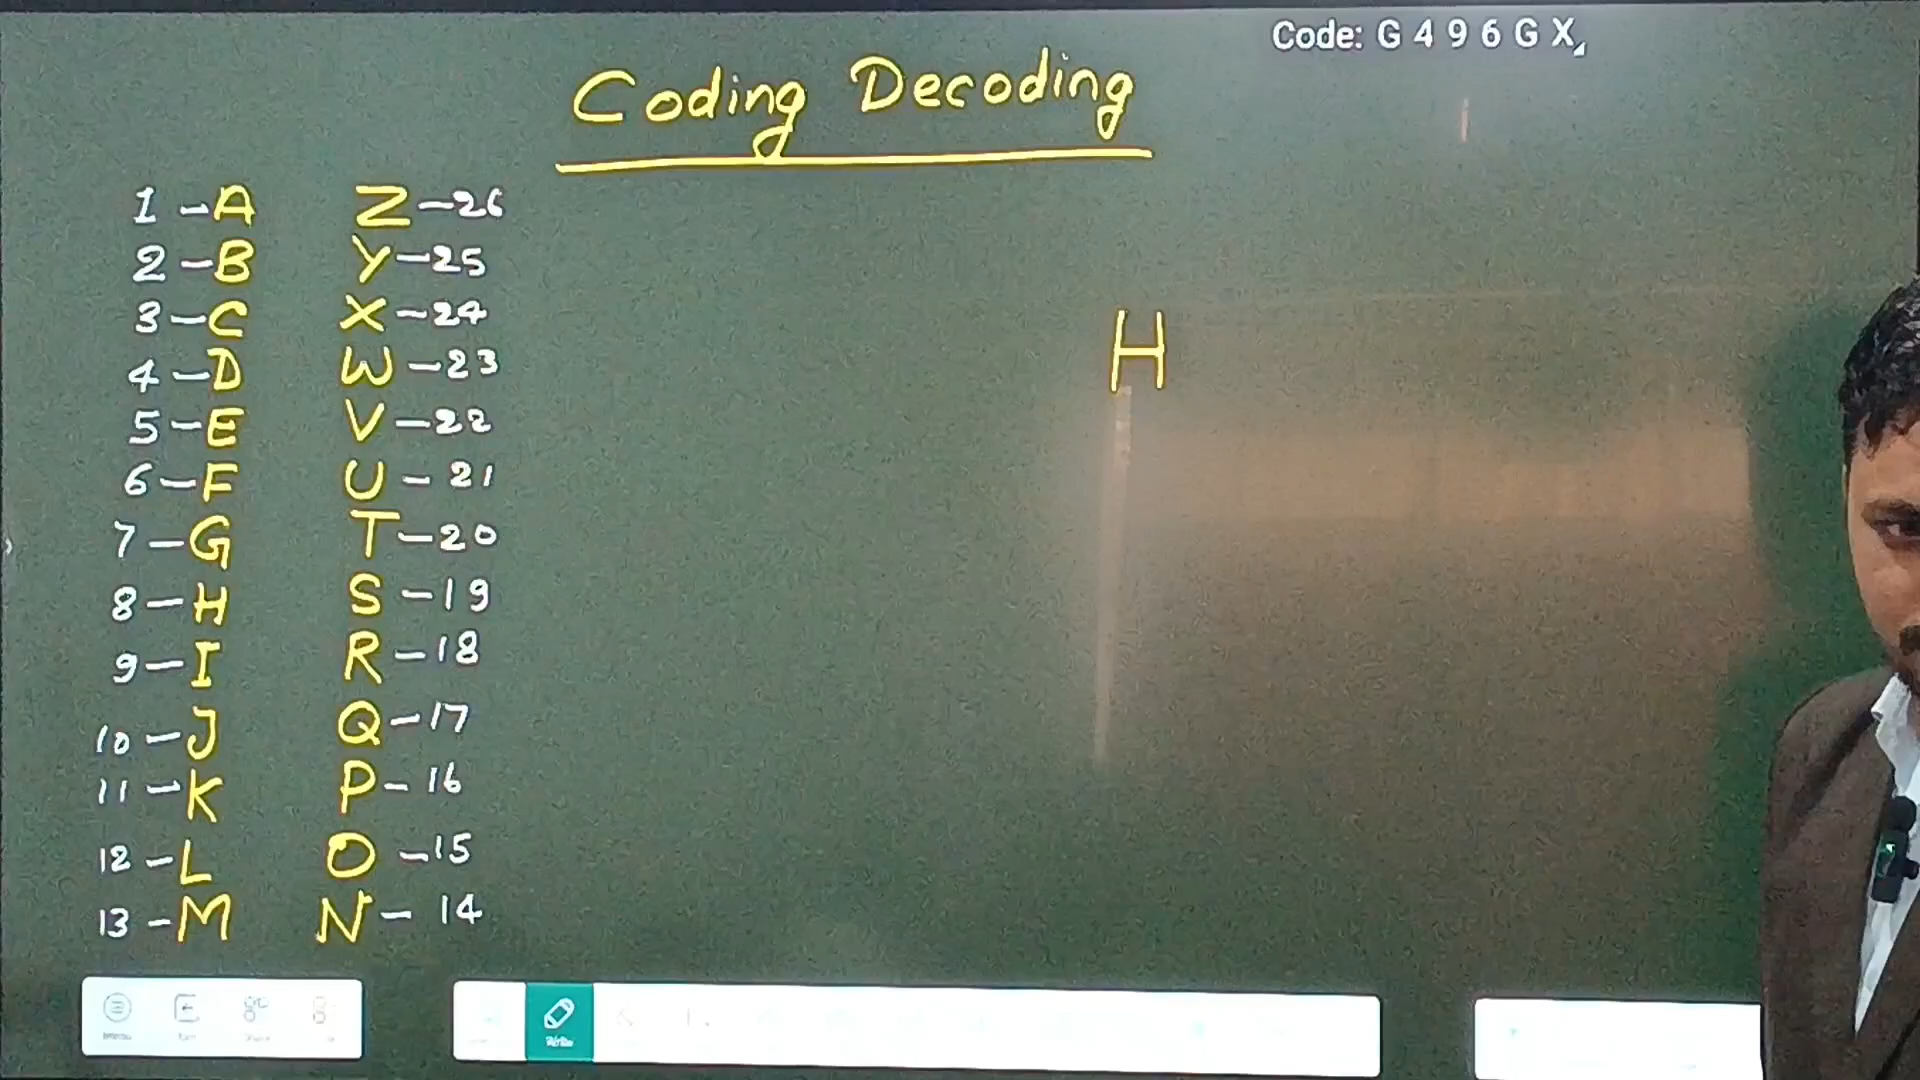 Code: G 4 9 6 G X
Coding Decoding
1 - A Z - 26
2 - B Y - 25
3 - C X - 24
4 - D W - 23
5 - E V - 22
6 - F U - 21
7 - G T - 20
8 - H S - 19
9 - I R - 18
10 - J Q - 17
11 - K P - 16
12 - L O - 15
13 - M N - 14
H